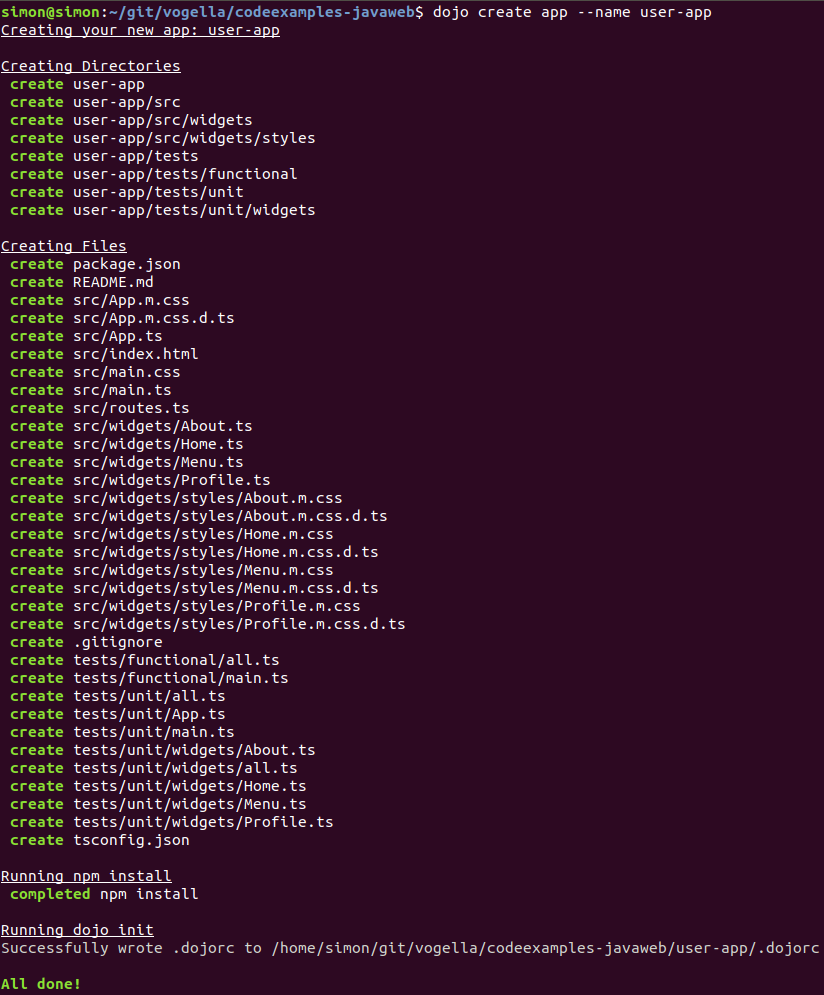 simon@simon:~/git/vogella/codeexamples-javaweb$ dojo create app --name user-app
Creating your new app: user-app
Creating Directories
create user-app
create user-app/src
create user-app/src/widgets
create user-app/src/widgets/styles
create user-app/tests
create user-app/tests/functional
create user-app/tests/unit
create user-app/tests/unit/widgets
Creating Files
create package.json
create README.md
create src/App.m.css
create src/App.m.css.d.ts
create src/App.ts
create src/index.html
create src/main.css
create src/main.ts
create src/routes.ts
create src/widgets/About.ts
create src/widgets/Home.ts
create src/widgets/Menu.ts
create src/widgets/Profile.ts
create src/widgets/styles/About.m.css
create src/widgets/styles/About.m.css.d.ts
create src/widgets/styles/Home.m.css
create src/widgets/styles/Home.m.css.d.ts
create src/widgets/styles/Menu.m.css
create src/widgets/styles/Menu.m.css.d.ts
create src/widgets/styles/Profile.m.css
create src/widgets/styles/Profile.m.css.d.ts
create .gitignore
create tests/functional/all.ts
create tests/functional/main.ts
create tests/unit/all.ts
create tests/unit/App.ts
create tests/unit/main.ts
create tests/unit/widgets/About.ts
create tests/unit/widgets/all.ts
create tests/unit/widgets/Home.ts
create tests/unit/widgets/Menu.ts
create tests/unit/widgets/Profile.ts
create tsconfig.json
Running npm install
completed npm install
Running dojo init
Successfully wrote .dojorc to /home/simon/git/vogella/codeexamples-javaweb/user-app/.dojorc
All done!